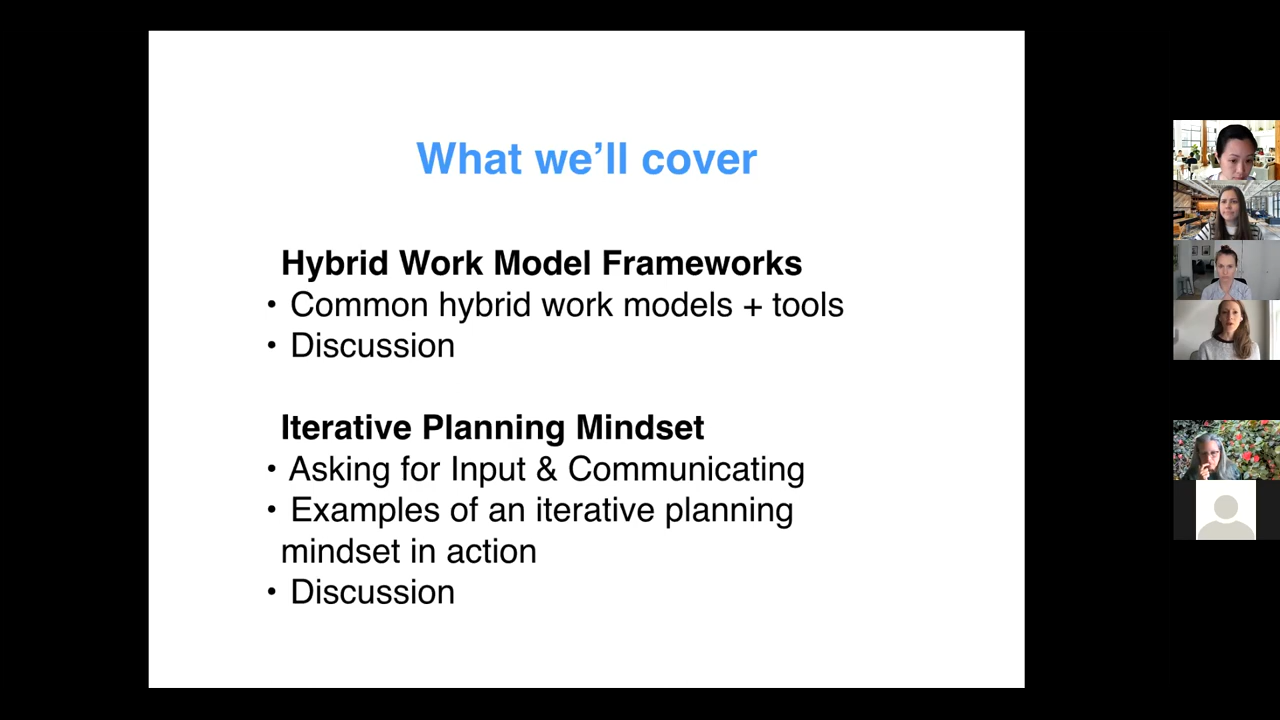 What we’ll cover
Hybrid Work Model Frameworks
• Common hybrid work models + tools
• Discussion
Iterative Planning Mindset
• Asking for Input & Communicating
• Examples of an iterative planning
mindset in action
• Discussion